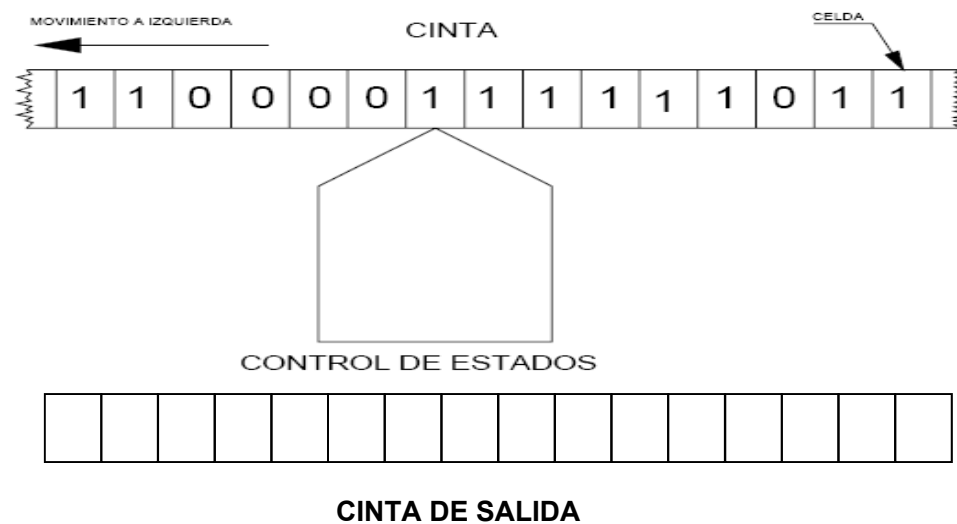 MOVIMIENTO A IZQUIERDA
CINTA
CELDA
1 1 0 0 0 0 1 1 1 1 1 1 0 1 1
CONTROL DE ESTADOS
CINTA DE SALIDA